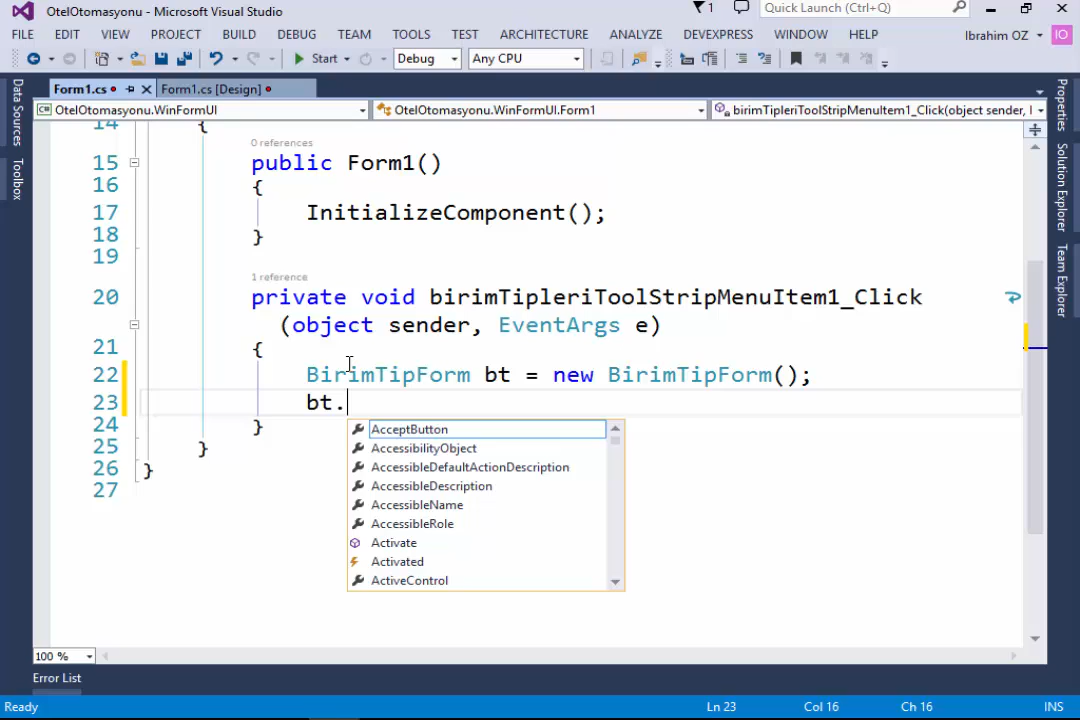 OtelOtomasyonu - Microsoft Visual Studio
1
Quick Launch (Ctrl+Q)
FILE EDIT VIEW PROJECT BUILD DEBUG TEAM TOOLS TEST ARCHITECTURE ANALYZE DEVEXPRESS WINDOW HELP Ibrahim OZ IO
Start Debug Any CPU
Form1.cs Form1.cs [Design]
OtelOtomasyonu.WinFormUI OtelOtomasyonu.WinFormUI.Form1 birimTipleriToolStripMenuItem1_Click(object sender,
Data Sources
Toolbox
Properties
Solution Explorer
Team Explorer
14 {
0 references
15 public Form1()
16 {
17 InitializeComponent();
18 }
19
1 reference
20 private void birimTipleriToolStripMenuItem1_Click
(object sender, EventArgs e)
21 {
22 BirimTipForm bt = new BirimTipForm();
23 bt.
24 }
25 }
26 }
27
AcceptButton
AccessibilityObject
AccessibleDefaultActionDescription
AccessibleDescription
AccessibleName
AccessibleRole
Activate
Activated
ActiveControl
100 %
Error List
Ready Ln 23 Col 16 Ch 16 INS